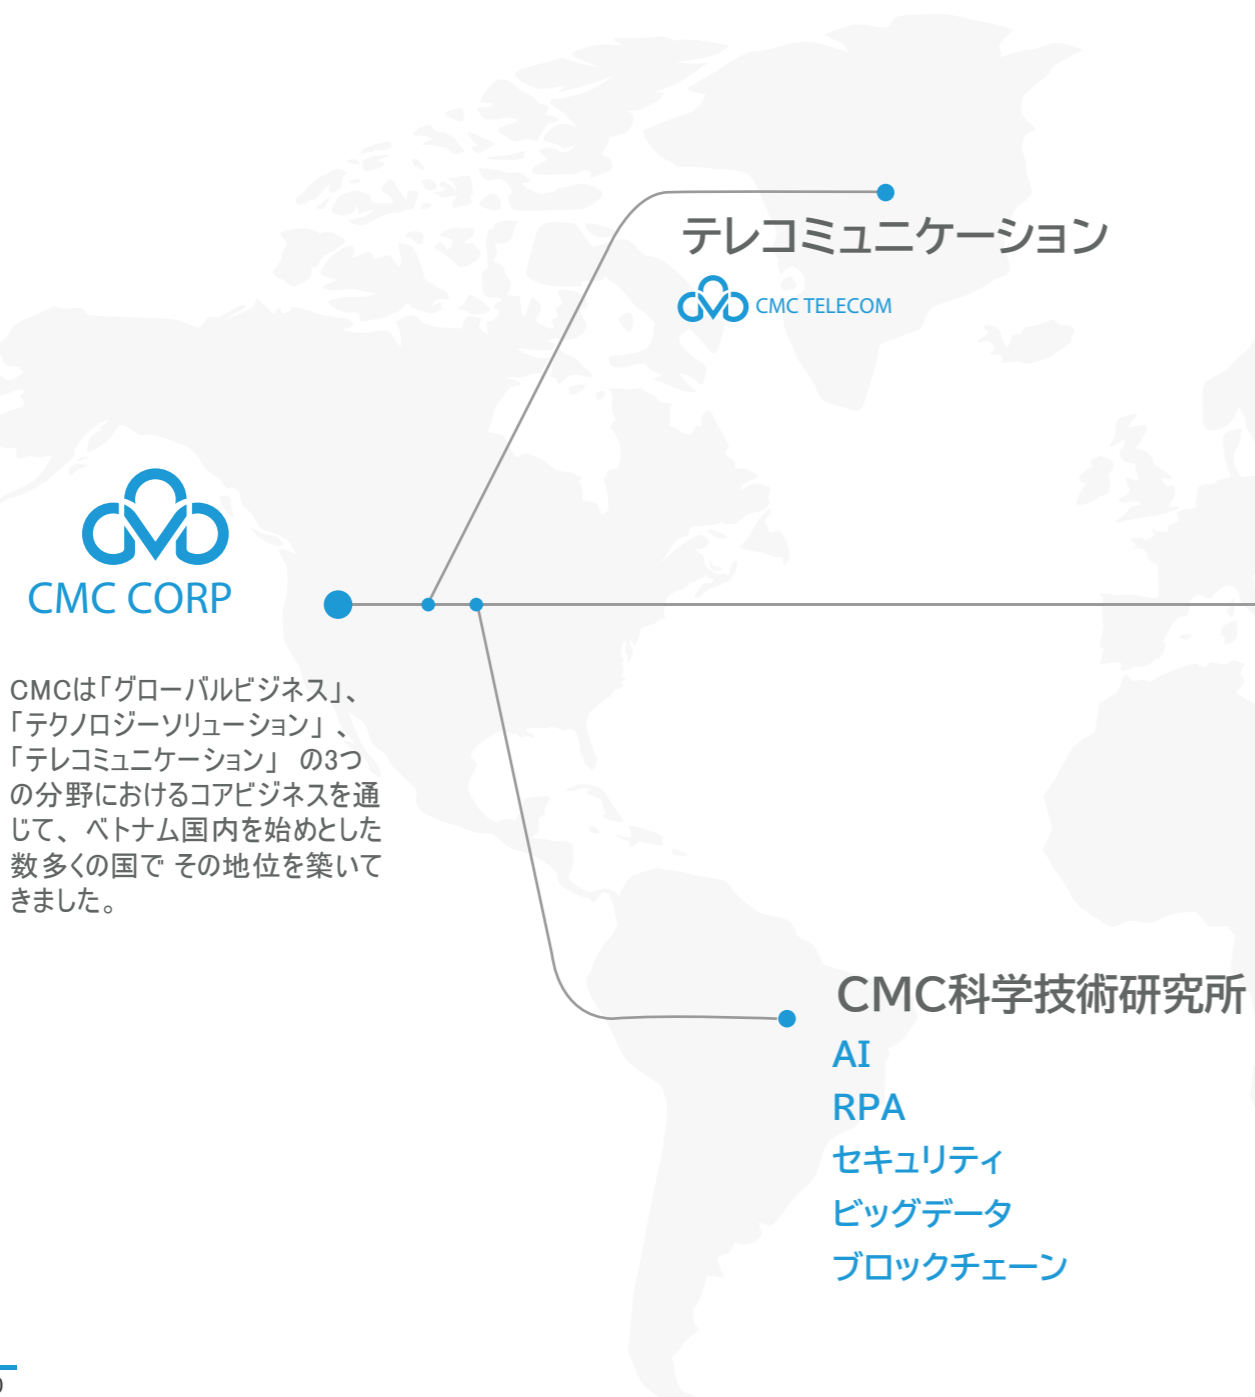 テレコミュニケーション
CMC TELECOM
CMC CORP
CMCは「グローバルビジネス」、
「テクノロジーソリューション」 、
「テレコミュニケーション」 の3つ
の分野におけるコアビジネスを通
じて、 ベトナム国内を始めとした
数多くの国で その地位を築いて
きました。
CMC科学技術研究所
AI
RPA
セキュリティ
ビッグデータ
ブロックチェーン